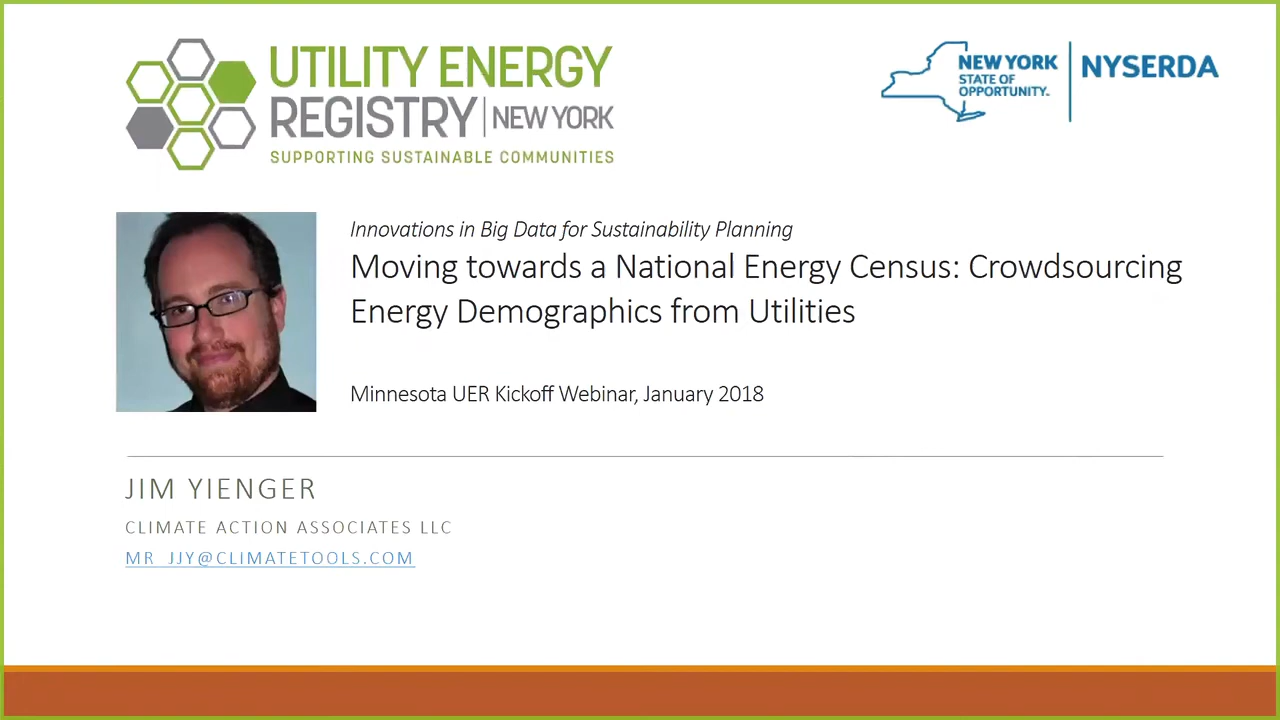 UTILITY ENERGY
REGISTRY | NEW YORK
SUPPORTING SUSTAINABLE COMMUNITIES
NEW YORK
STATE OF
OPPORTUNITY.
NYSERDA
Innovations in Big Data for Sustainability Planning
Moving towards a National Energy Census: Crowdsourcing
Energy Demographics from Utilities
Minnesota UER Kickoff Webinar, January 2018
JIM YIENGER
CLIMATE ACTION ASSOCIATES LLC
MR_JJY@CLIMATETOOLS.COM